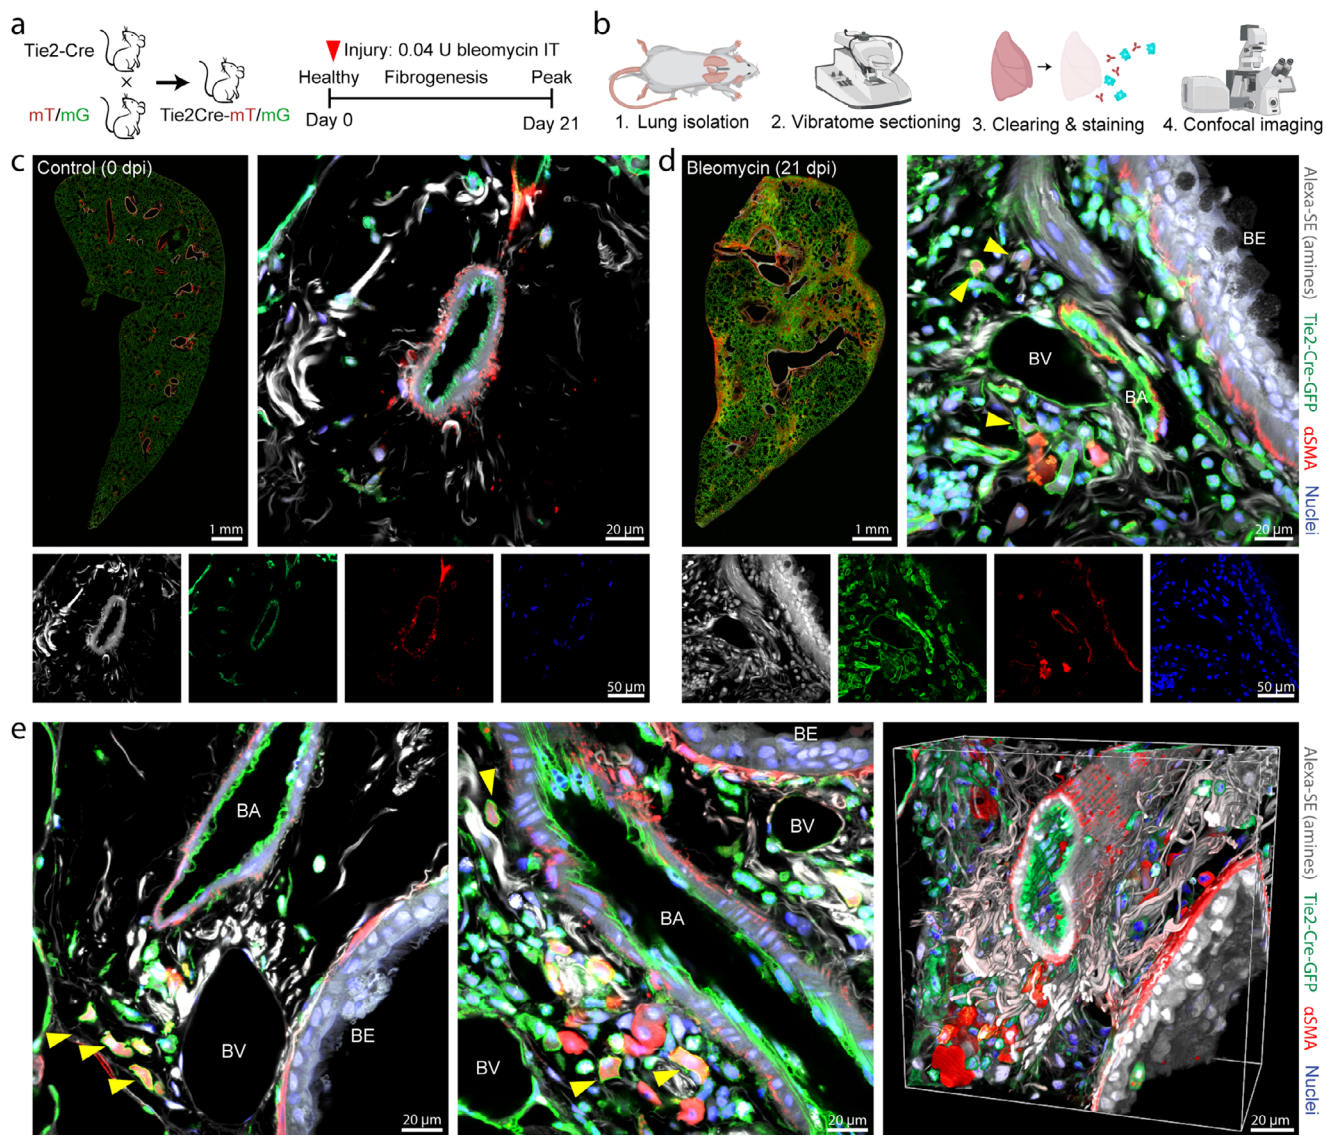 a
Tie2-Cre
×
mT/mG
Tie2Cre-mT/mG
Injury: 0.04 U bleomycin IT
Healthy
Fibrogenesis
Peak
Day 0
Day 21
b
1. Lung isolation
2. Vibratome sectioning
3. Clearing & staining
4. Confocal imaging
c
Control (0 dpi)
1 mm
20 µm
50 µm
d
Bleomycin (21 dpi)
1 mm
BE
BV
BA
20 µm
50 µm
Alexa-SE (amines) Tie2-Cre-GFP αSMA Nuclei
e
BA
BV
BE
20 µm
BE
BV
BA
BV
20 µm
20 µm
Alexa-SE (amines) Tie2-Cre-GFP αSMA Nuclei